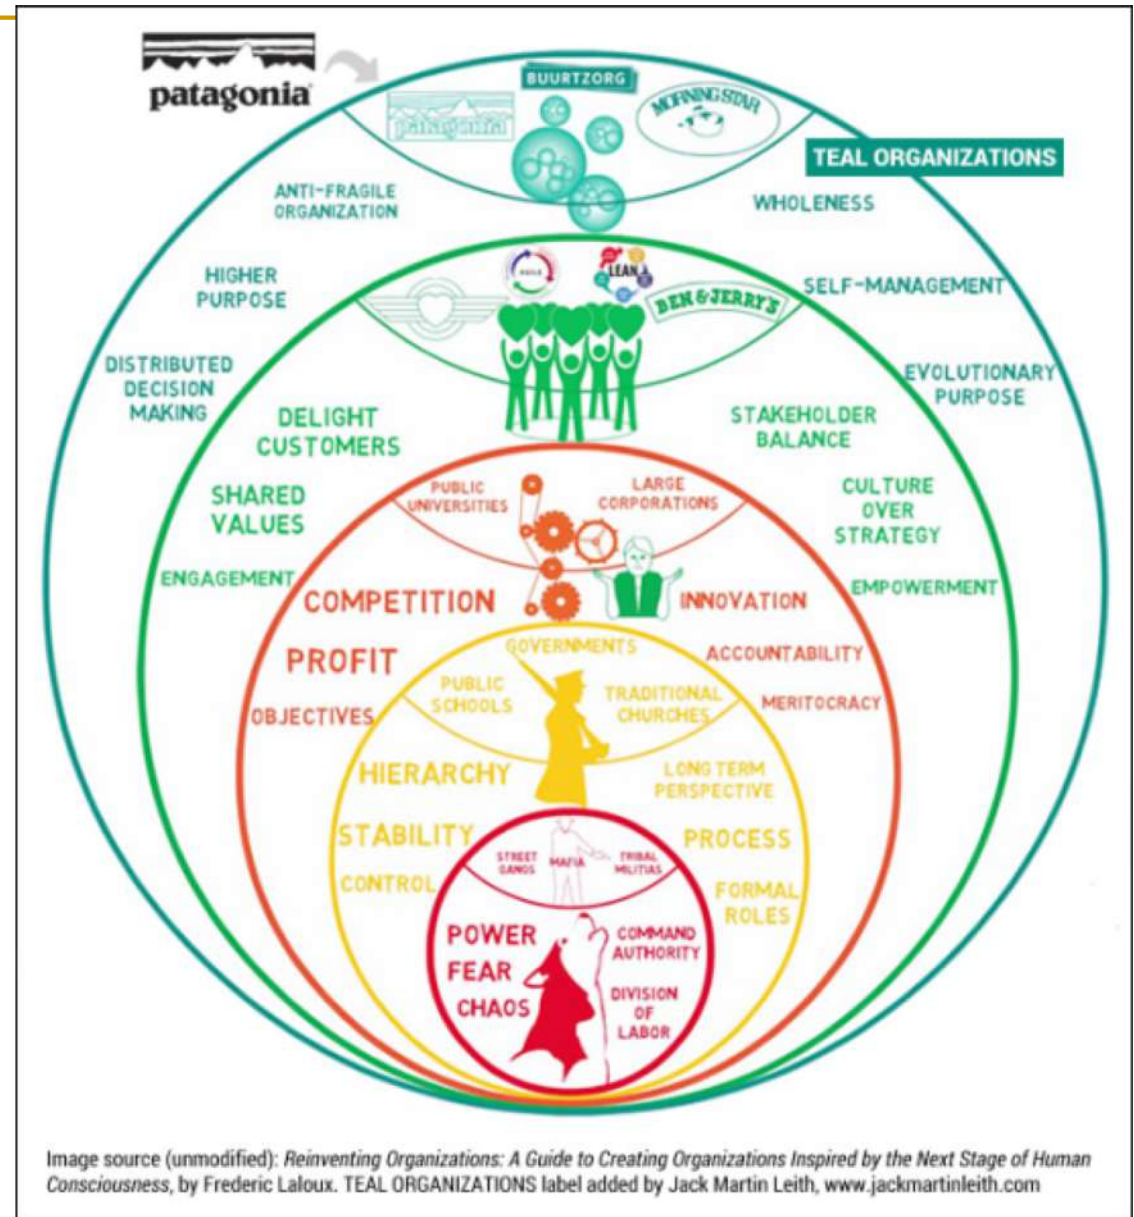 patagonia
BUURTZORG
patagonia
MORNING STAR
TEAL ORGANIZATIONS
ANTI-FRAGILE
ORGANIZATION
WHOLENESS
HIGHER
PURPOSE
SELF-MANAGEMENT
DISTRIBUTED
DECISION
MAKING
EVOLUTIONARY
PURPOSE
AGILE
LEAN
BEN & JERRY'S
DELIGHT
CUSTOMERS
STAKEHOLDER
BALANCE
SHARED
VALUES
CULTURE
OVER
STRATEGY
ENGAGEMENT
EMPOWERMENT
PUBLIC
UNIVERSITIES
LARGE
CORPORATIONS
COMPETITION
INNOVATION
PROFIT
ACCOUNTABILITY
OBJECTIVES
MERITOCRACY
GOVERNMENTS
PUBLIC
SCHOOLS
TRADITIONAL
CHURCHES
HIERARCHY
LONG TERM
PERSPECTIVE
STABILITY
PROCESS
CONTROL
FORMAL
ROLES
STREET
GANGS
MAFIA
TRIBAL
MILITIAS
POWER
FEAR
CHAOS
COMMAND
AUTHORITY
DIVISION
OF
LABOR
Image source (unmodified): Reinventing Organizations: A Guide to Creating Organizations Inspired by the Next Stage of Human
Consciousness, by Frederic Laloux. TEAL ORGANIZATIONS label added by Jack Martin Leith, www.jackmartinleith.com